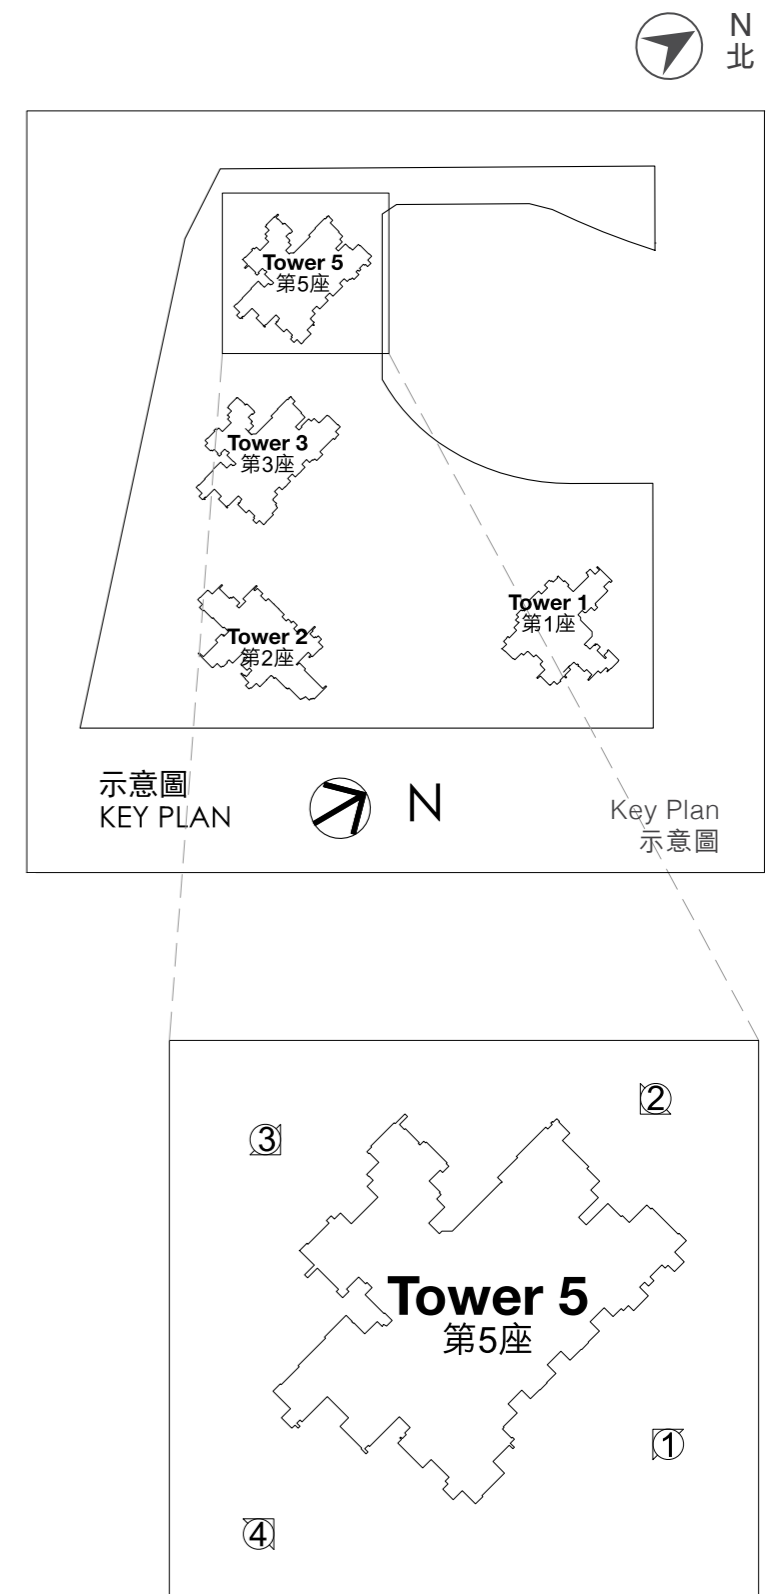 N
北
Tower 5
第5座
Tower 3
第3座
Tower 1
第1座
Tower 2
第2座
示意圖
KEY PLAN
N
Key Plan
示意圖
2
3
Tower 5
第5座
1
4